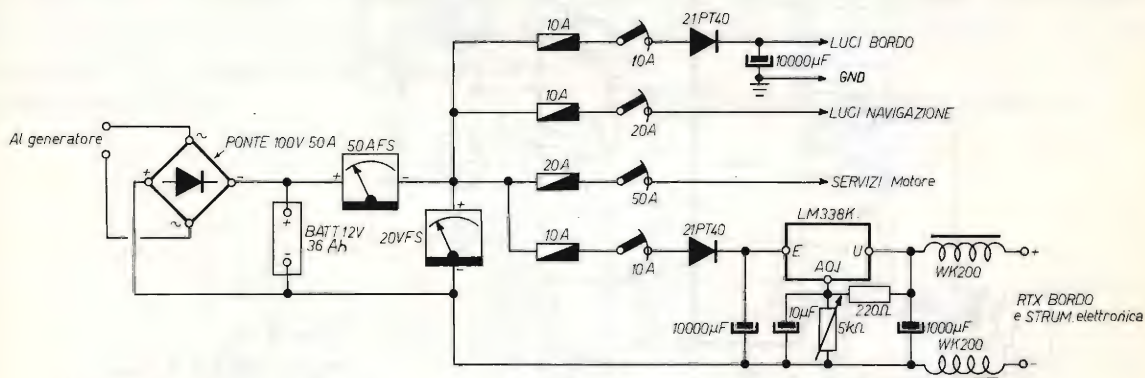 10A
10A
21PT40
10000µF
LUCI BORDO
GND
10A
20A
LUCI NAVIGAZIONE
Al generatore
PONTE 100V 50A
~
+
-
~
50AFS
+
-
20A
50A
SERVIZI Motore
BATT 12V
36 Ah
+
-
20VFS
+
-
10A
10A
21PT40
LM338K
E
U
ADJ
WK200
+
10000µF
10µF
5kΩ
220Ω
1000µF
RTX BORDO
e STRUM. elettronica
WK200
-